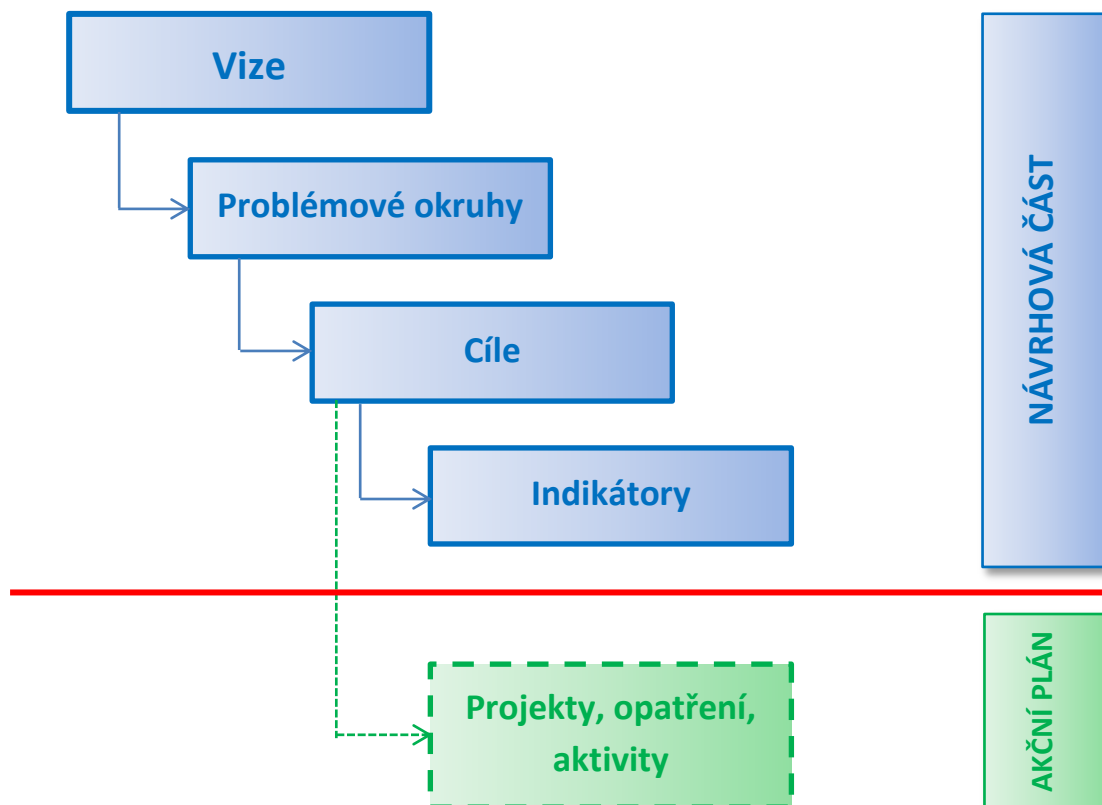 Vize
Problémové okruhy
Cíle
Indikátory
NÁVRHOVÁ ČÁST
Projekty, opatření,
aktivity
AKČNÍ PLÁN